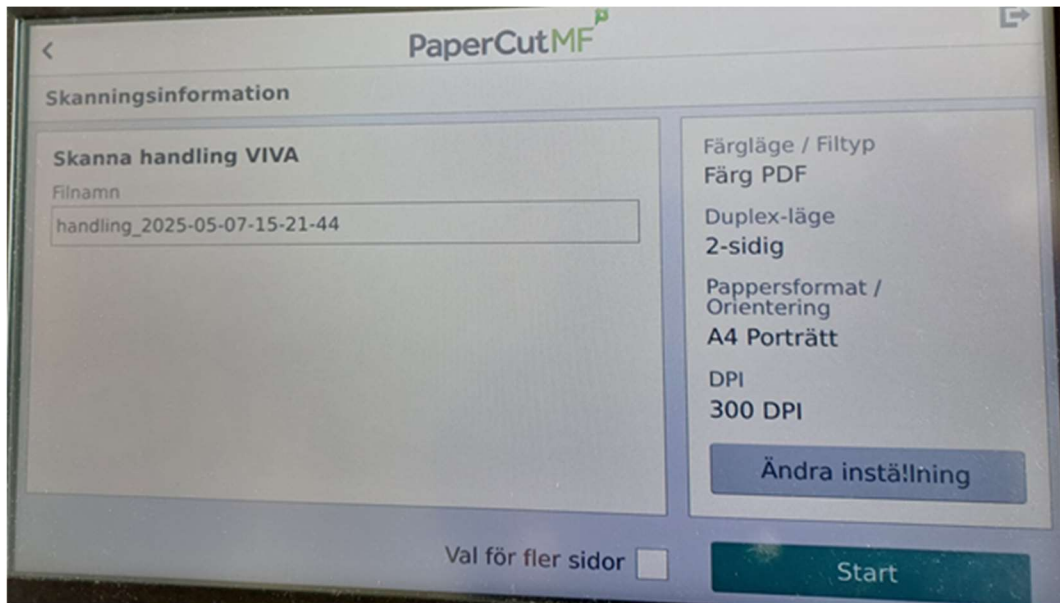 PaperCutMF
Skanningsinformation
Skanna handling VIVA
Filnamn
handling_2025-05-07-15-21-44
Färgläge / Filtyp
Färg PDF
Duplex-läge
2-sidig
Pappersformat /
Orientering
A4 Porträtt
DPI
300 DPI
Ändra inställning
Val för fler sidor
Start